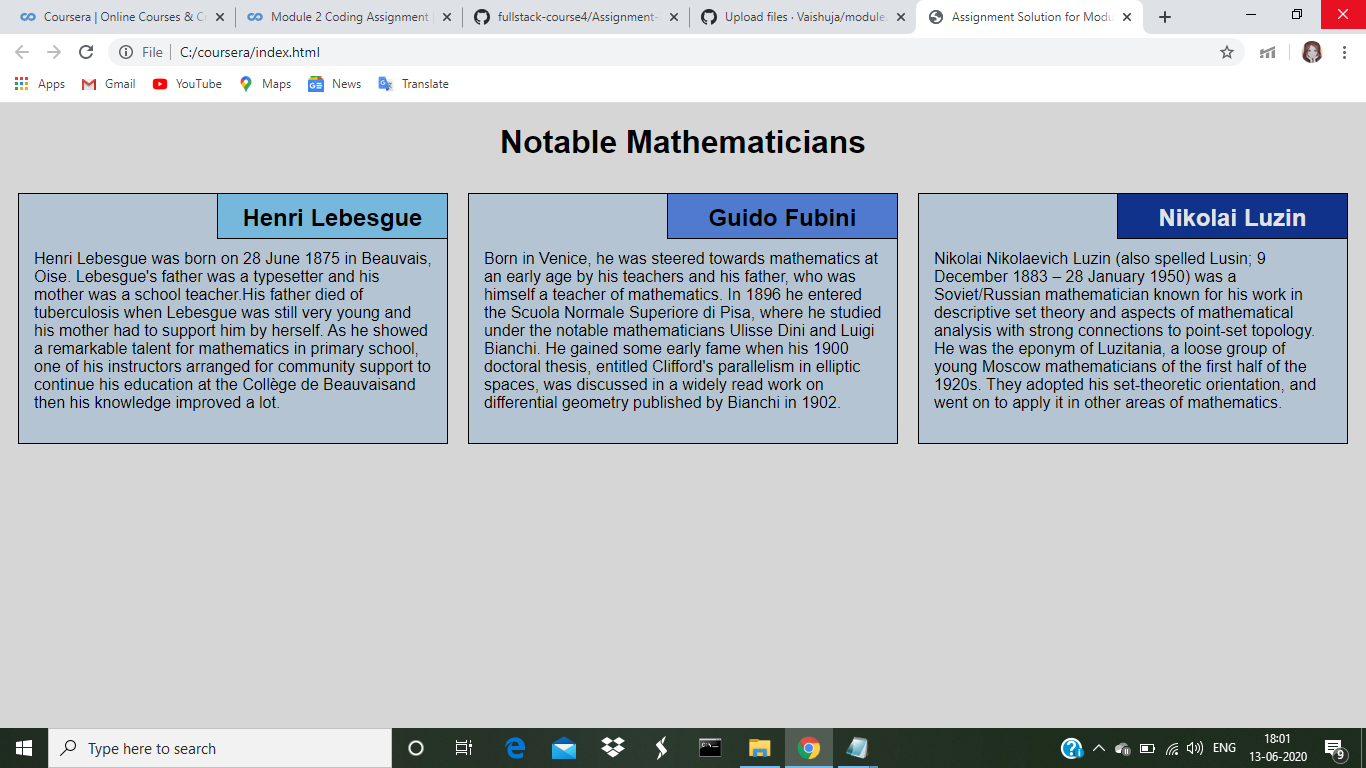 Coursera | Online Courses & C
Module 2 Coding Assignment
fullstack-course4/Assignment-
Upload files · Vaishuja/module
Assignment Solution for Modu
File
C:/coursera/index.html
Apps
Gmail
YouTube
Maps
News
Translate
Notable Mathematicians
Henri Lebesgue
Henri Lebesgue was born on 28 June 1875 in Beauvais,
Oise. Lebesgue's father was a typesetter and his
mother was a school teacher.His father died of
tuberculosis when Lebesgue was still very young and
his mother had to support him by herself. As he showed
a remarkable talent for mathematics in primary school,
one of his instructors arranged for community support to
continue his education at the Collège de Beauvaisand
then his knowledge improved a lot.
Guido Fubini
Born in Venice, he was steered towards mathematics at
an early age by his teachers and his father, who was
himself a teacher of mathematics. In 1896 he entered
the Scuola Normale Superiore di Pisa, where he studied
under the notable mathematicians Ulisse Dini and Luigi
Bianchi. He gained some early fame when his 1900
doctoral thesis, entitled Clifford's parallelism in elliptic
spaces, was discussed in a widely read work on
differential geometry published by Bianchi in 1902.
Nikolai Luzin
Nikolai Nikolaevich Luzin (also spelled Lusin; 9
December 1883 – 28 January 1950) was a
Soviet/Russian mathematician known for his work in
descriptive set theory and aspects of mathematical
analysis with strong connections to point-set topology.
He was the eponym of Luzitania, a loose group of
young Moscow mathematicians of the first half of the
1920s. They adopted his set-theoretic orientation, and
went on to apply it in other areas of mathematics.
Type here to search
ENG
18:01
13-06-2020
9